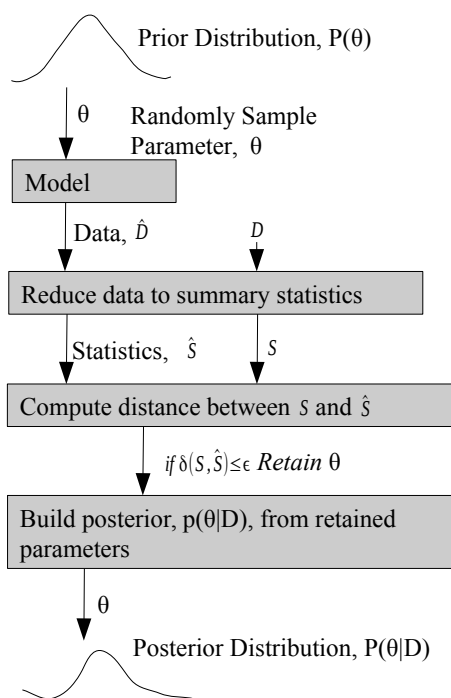 Prior Distribution, P(θ)
θ
Randomly Sample
Parameter, θ
Model
Data, D̂
D
Reduce data to summary statistics
Statistics, Ŝ
S
Compute distance between S and Ŝ
if δ(S,Ŝ)≤ϵ Retain θ
Build posterior, p(θ|D), from retained
parameters
θ
Posterior Distribution, P(θ|D)